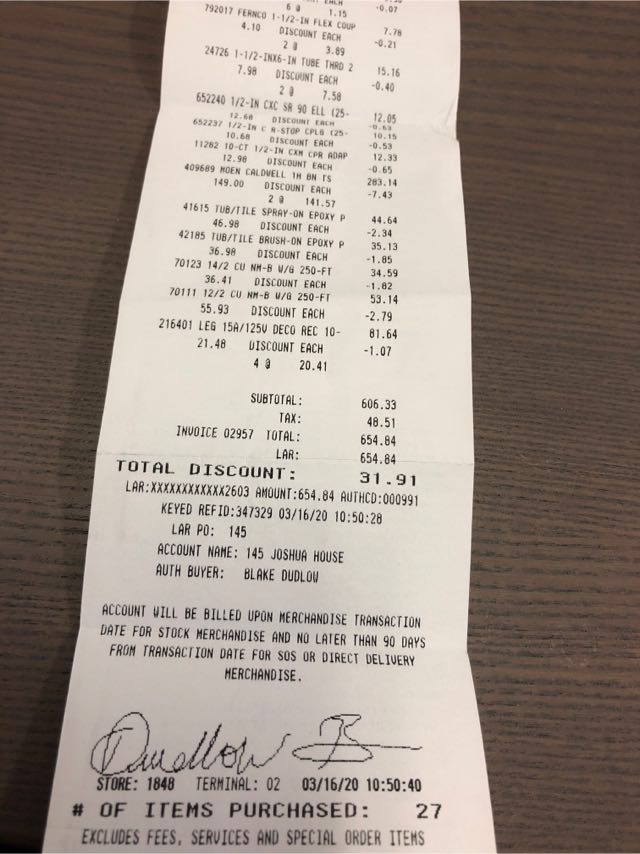 6 @ 1.15 -0.07
792017 FERNCO 1-1/2-IN FLEX COUP 7.78
4.10 DISCOUNT EACH -0.21
2 @ 3.89
24726 1-1/2-INX6-IN TUBE THRD 2 15.16
7.98 DISCOUNT EACH -0.40
2 @ 7.58
652240 1/2-IN CXC SR 90 ELL (25- 12.05
12.68 DISCOUNT EACH -0.63
652237 1/2-IN C R-STOP CPLG (25- 10.15
10.68 DISCOUNT EACH -0.53
11282 10-CT 1/2-IN CXM CPR ADAP 12.33
12.98 DISCOUNT EACH -0.65
409689 MOEN CALDWELL 1H BN TS 283.14
149.00 DISCOUNT EACH -7.43
2 @ 141.57
41615 TUB/TILE SPRAY-ON EPOXY P 44.64
46.98 DISCOUNT EACH -2.34
42185 TUB/TILE BRUSH-ON EPOXY P 35.13
36.98 DISCOUNT EACH -1.85
70123 14/2 CU NM-B W/G 250-FT 34.59
36.41 DISCOUNT EACH -1.82
70111 12/2 CU NM-B W/G 250-FT 53.14
55.93 DISCOUNT EACH -2.79
216401 LEG 15A/125V DECO REC 10- 81.64
21.48 DISCOUNT EACH -1.07
4 @ 20.41
SUBTOTAL: 606.33
TAX: 48.51
INVOICE 02957 TOTAL: 654.84
LAR: 654.84
TOTAL DISCOUNT: 31.91
LAR:XXXXXXXXXXXX2603 AMOUNT:654.84 AUTHCD:000991
KEYED REFID:347329 03/16/20 10:50:28
LAR PO: 145
ACCOUNT NAME: 145 JOSHUA HOUSE
AUTH BUYER: BLAKE DUDLOW
ACCOUNT WILL BE BILLED UPON MERCHANDISE TRANSACTION
DATE FOR STOCK MERCHANDISE AND NO LATER THAN 90 DAYS
FROM TRANSACTION DATE FOR SOS OR DIRECT DELIVERY
MERCHANDISE.
STORE: 1848 TERMINAL: 02 03/16/20 10:50:40
# OF ITEMS PURCHASED: 27
EXCLUDES FEES, SERVICES AND SPECIAL ORDER ITEMS